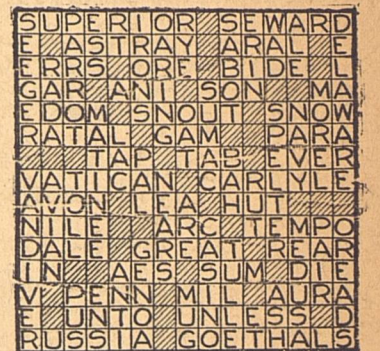 SUPERIOR SEWARD
E ASTRAY ARAL E
ERRS ORE BIDE L
GAR ANI SON MA
EDOM SNOUT SNOW
RATAL GAM PARA
TAP TAB EVER
VATICAN CARLYLE
AVON LEA HUT
NILE ARC TEMPO
DALE GREAT REAR
IN AES SUM DIE
V PENN MIL AURA
E UNTO UNLESS D
RUSSIA GOETHALS